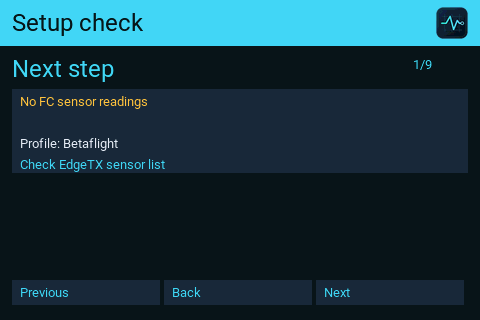 Setup check
Next step
1/9
No FC sensor readings
Profile: Betaflight
Check EdgeTX sensor list
Previous
Back
Next